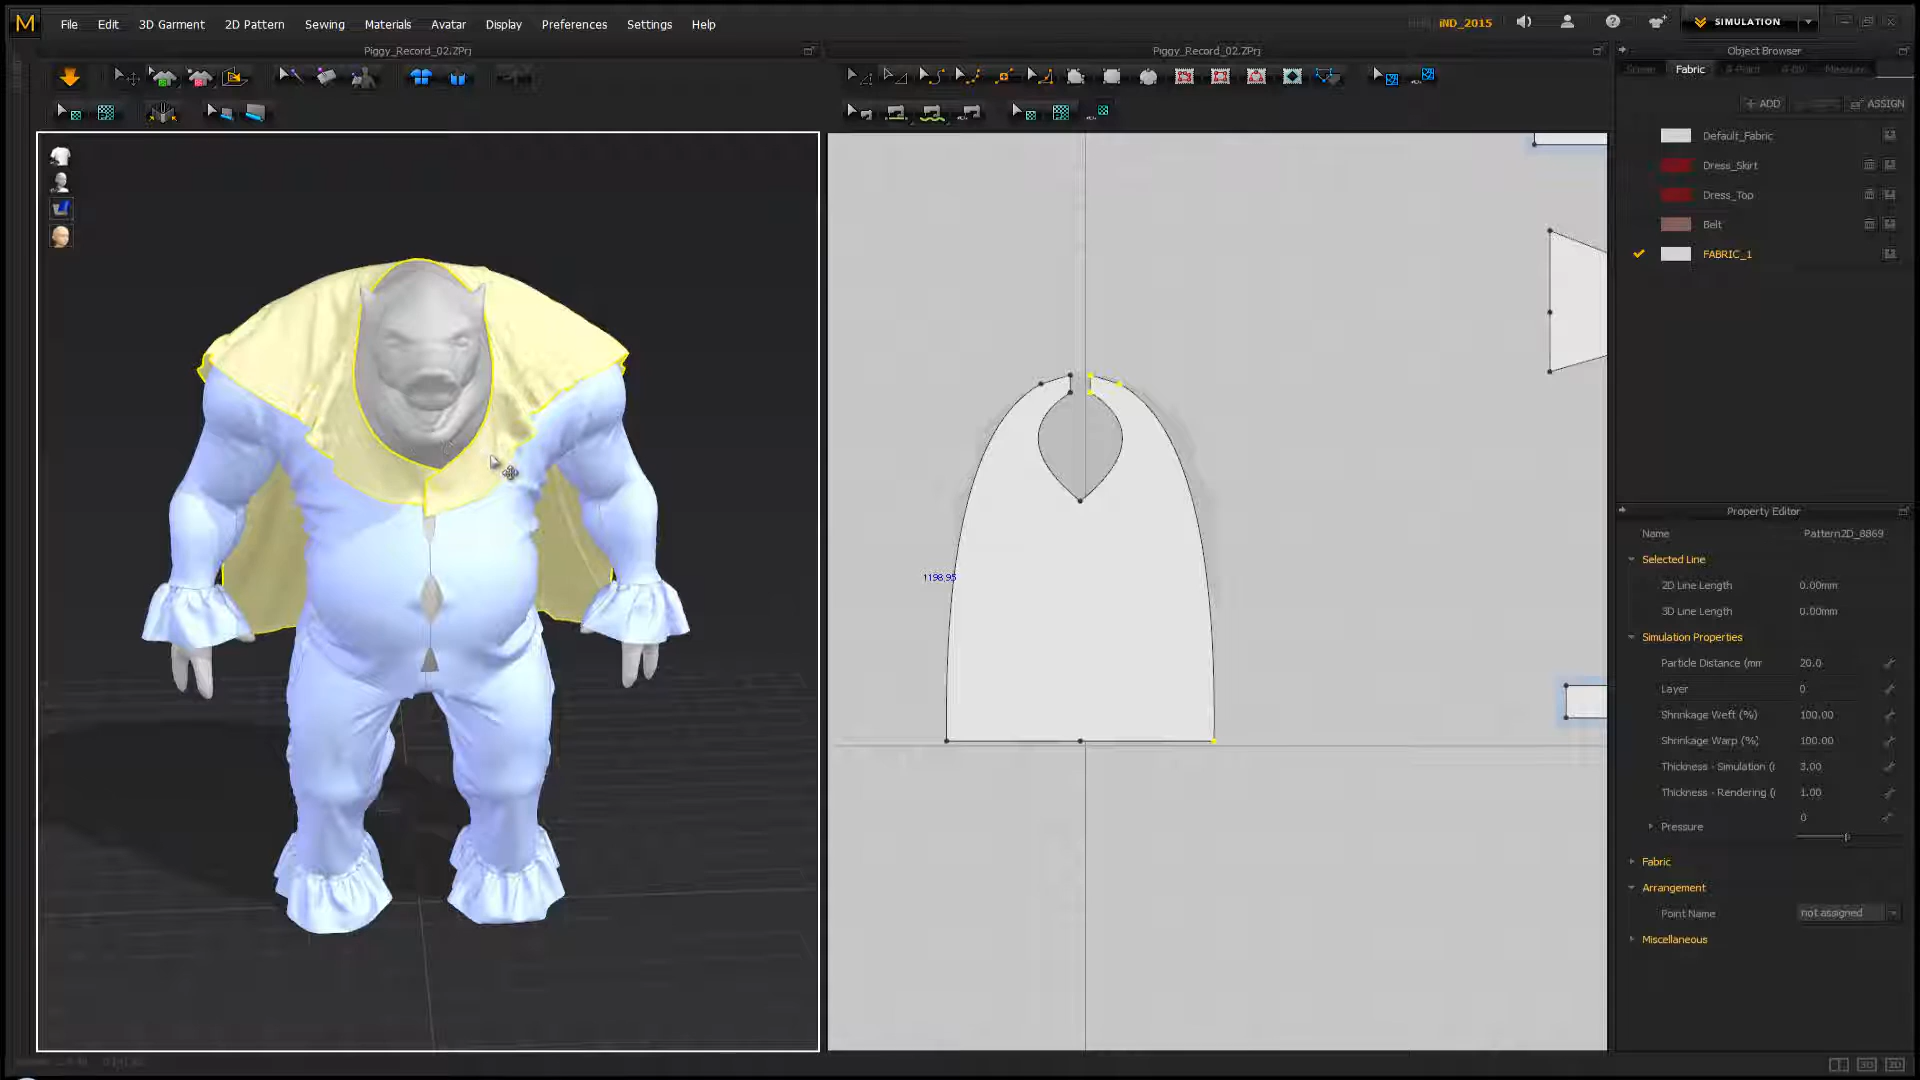 M File Edit 3D Garment 2D Pattern Sewing Materials Avatar Display Preferences Settings Help iND_2015 SIMULATION
Piggy_Record_02.ZPrj
Piggy_Record_02.ZPrj
Object Browser
Scene Fabric Measure
+ ADD ASSIGN
Default_Fabric
Dress_Skirt
Dress_Top
Belt
FABRIC_1
1198.95
Property Editor
Name Pattern2D_8869
Selected Line
2D Line Length 0.00mm
3D Line Length 0.00mm
Simulation Properties
Particle Distance (mm 20.0
Layer 0
Shrinkage Weft (%) 100.00
Shrinkage Warp (%) 100.00
Thickness - Simulation ( 3.00
Thickness - Rendering ( 1.00
0
Pressure
Fabric
Arrangement
Point Name not assigned
Miscellaneous
3D 2D